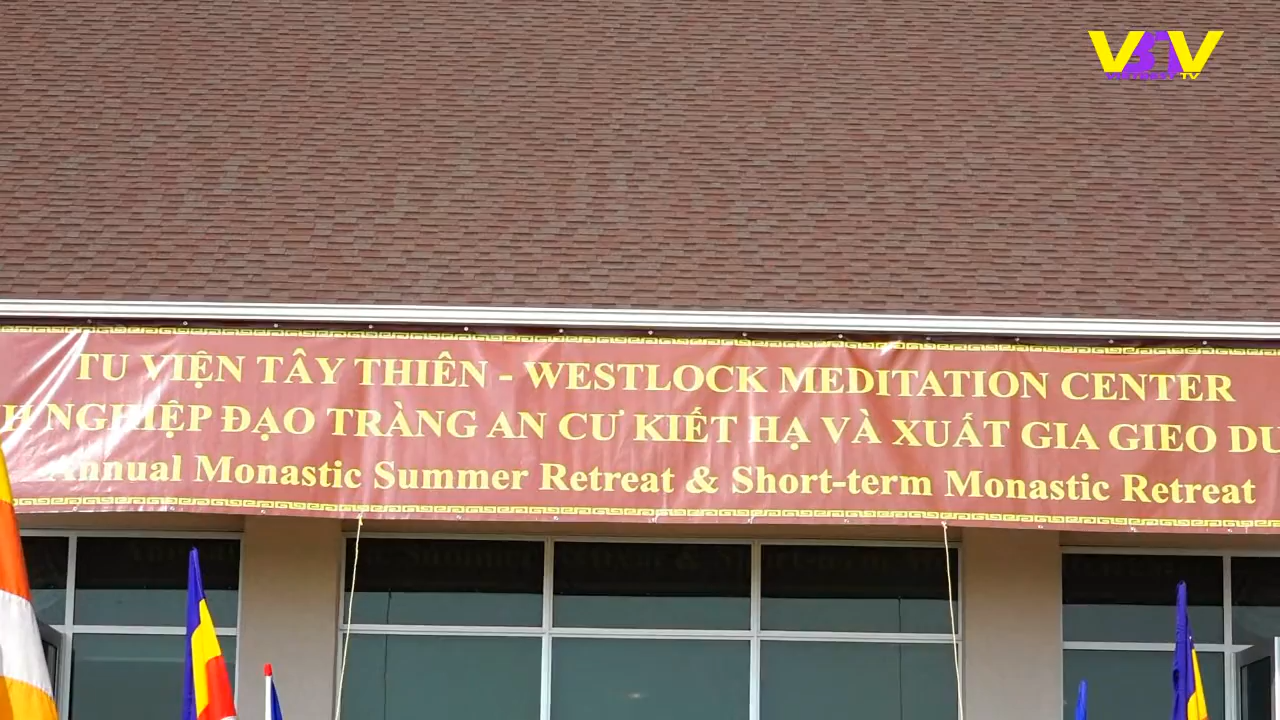 TU VIỆN TÂY THIÊN - WESTLOCK MEDITATION CENTER
NGHIỆP ĐẠO TRÀNG AN CƯ KIẾT HẠ VÀ XUẤT GIA GIEO
Annual Monastic Summer Retreat & Short-term Monastic Retreat